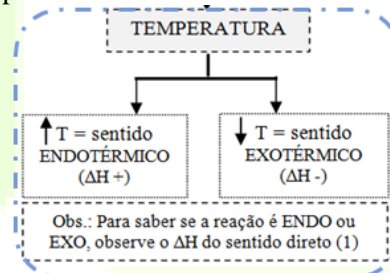 TEMPERATURA
↑ T = sentido
ENDOTÉRMICO
(ΔH +)
↓ T = sentido
EXOTÉRMICO
(ΔH -)
Obs.: Para saber se a reação é ENDO ou
EXO, observe o ΔH do sentido direto (1)